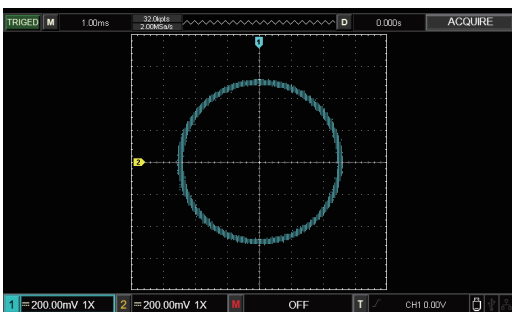 TRIGED M 1.00ms 32.0kpts D 0.000s ACQUIRE
2.00MSa/s
1
2
1 200.00mV 1X 2 200.00mV 1X M OFF T CH1 0.00V